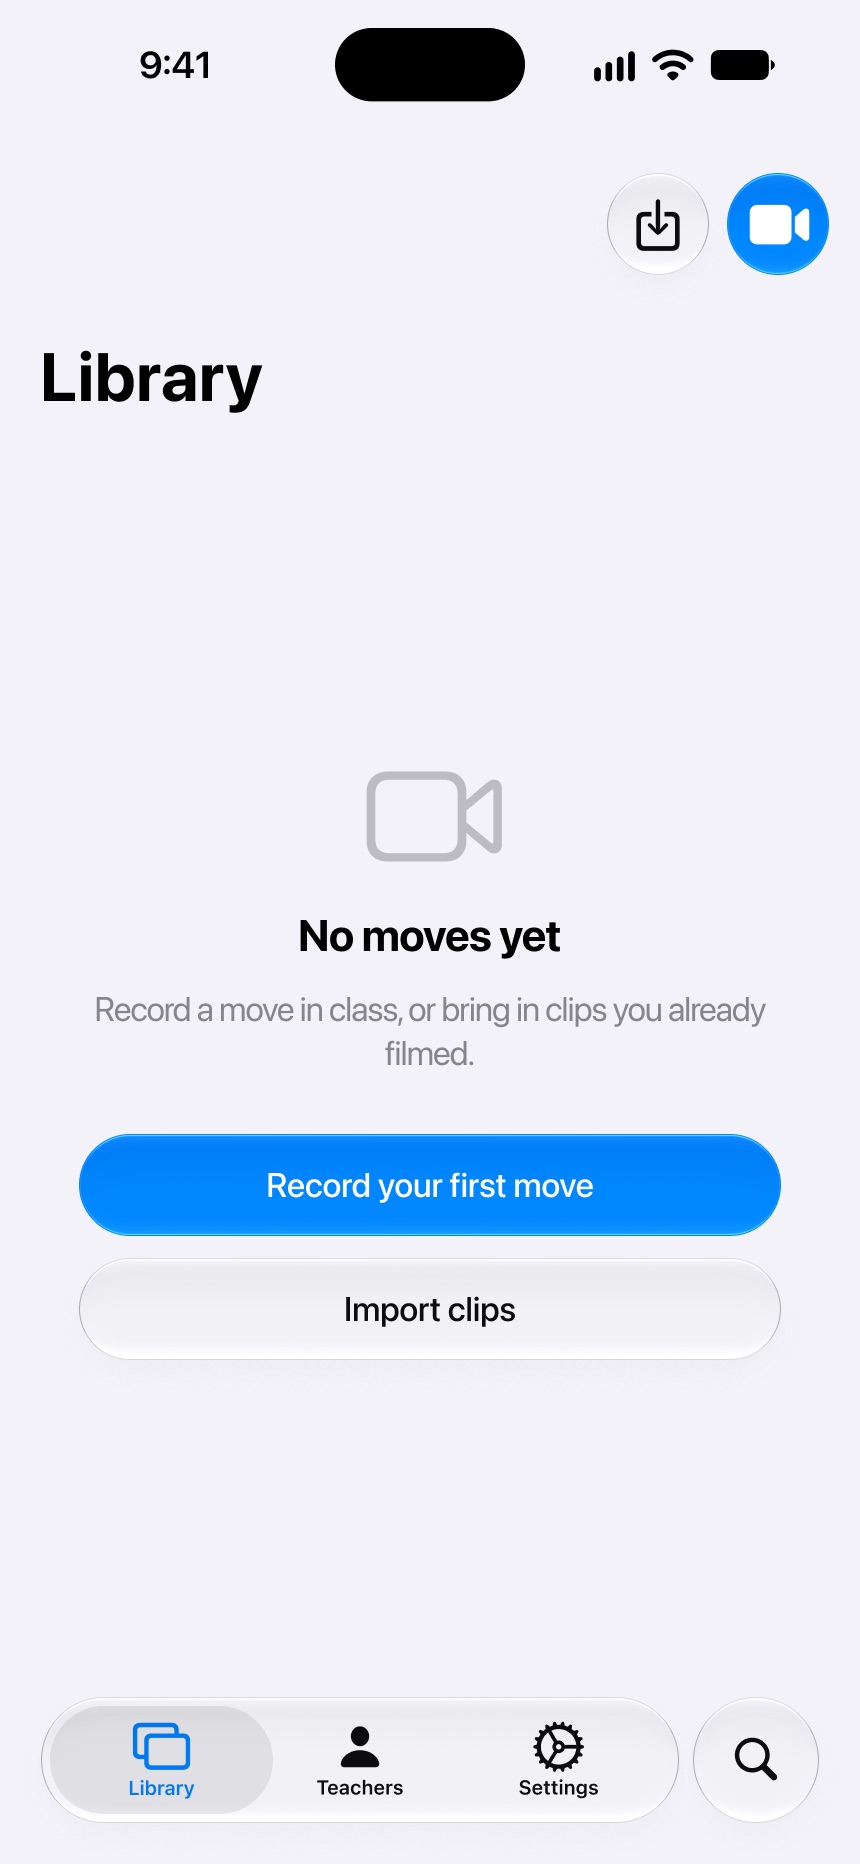 9:41
Library
No moves yet
Record a move in class, or bring in clips you already
filmed.
Record your first move
Import clips
Library
Teachers
Settings